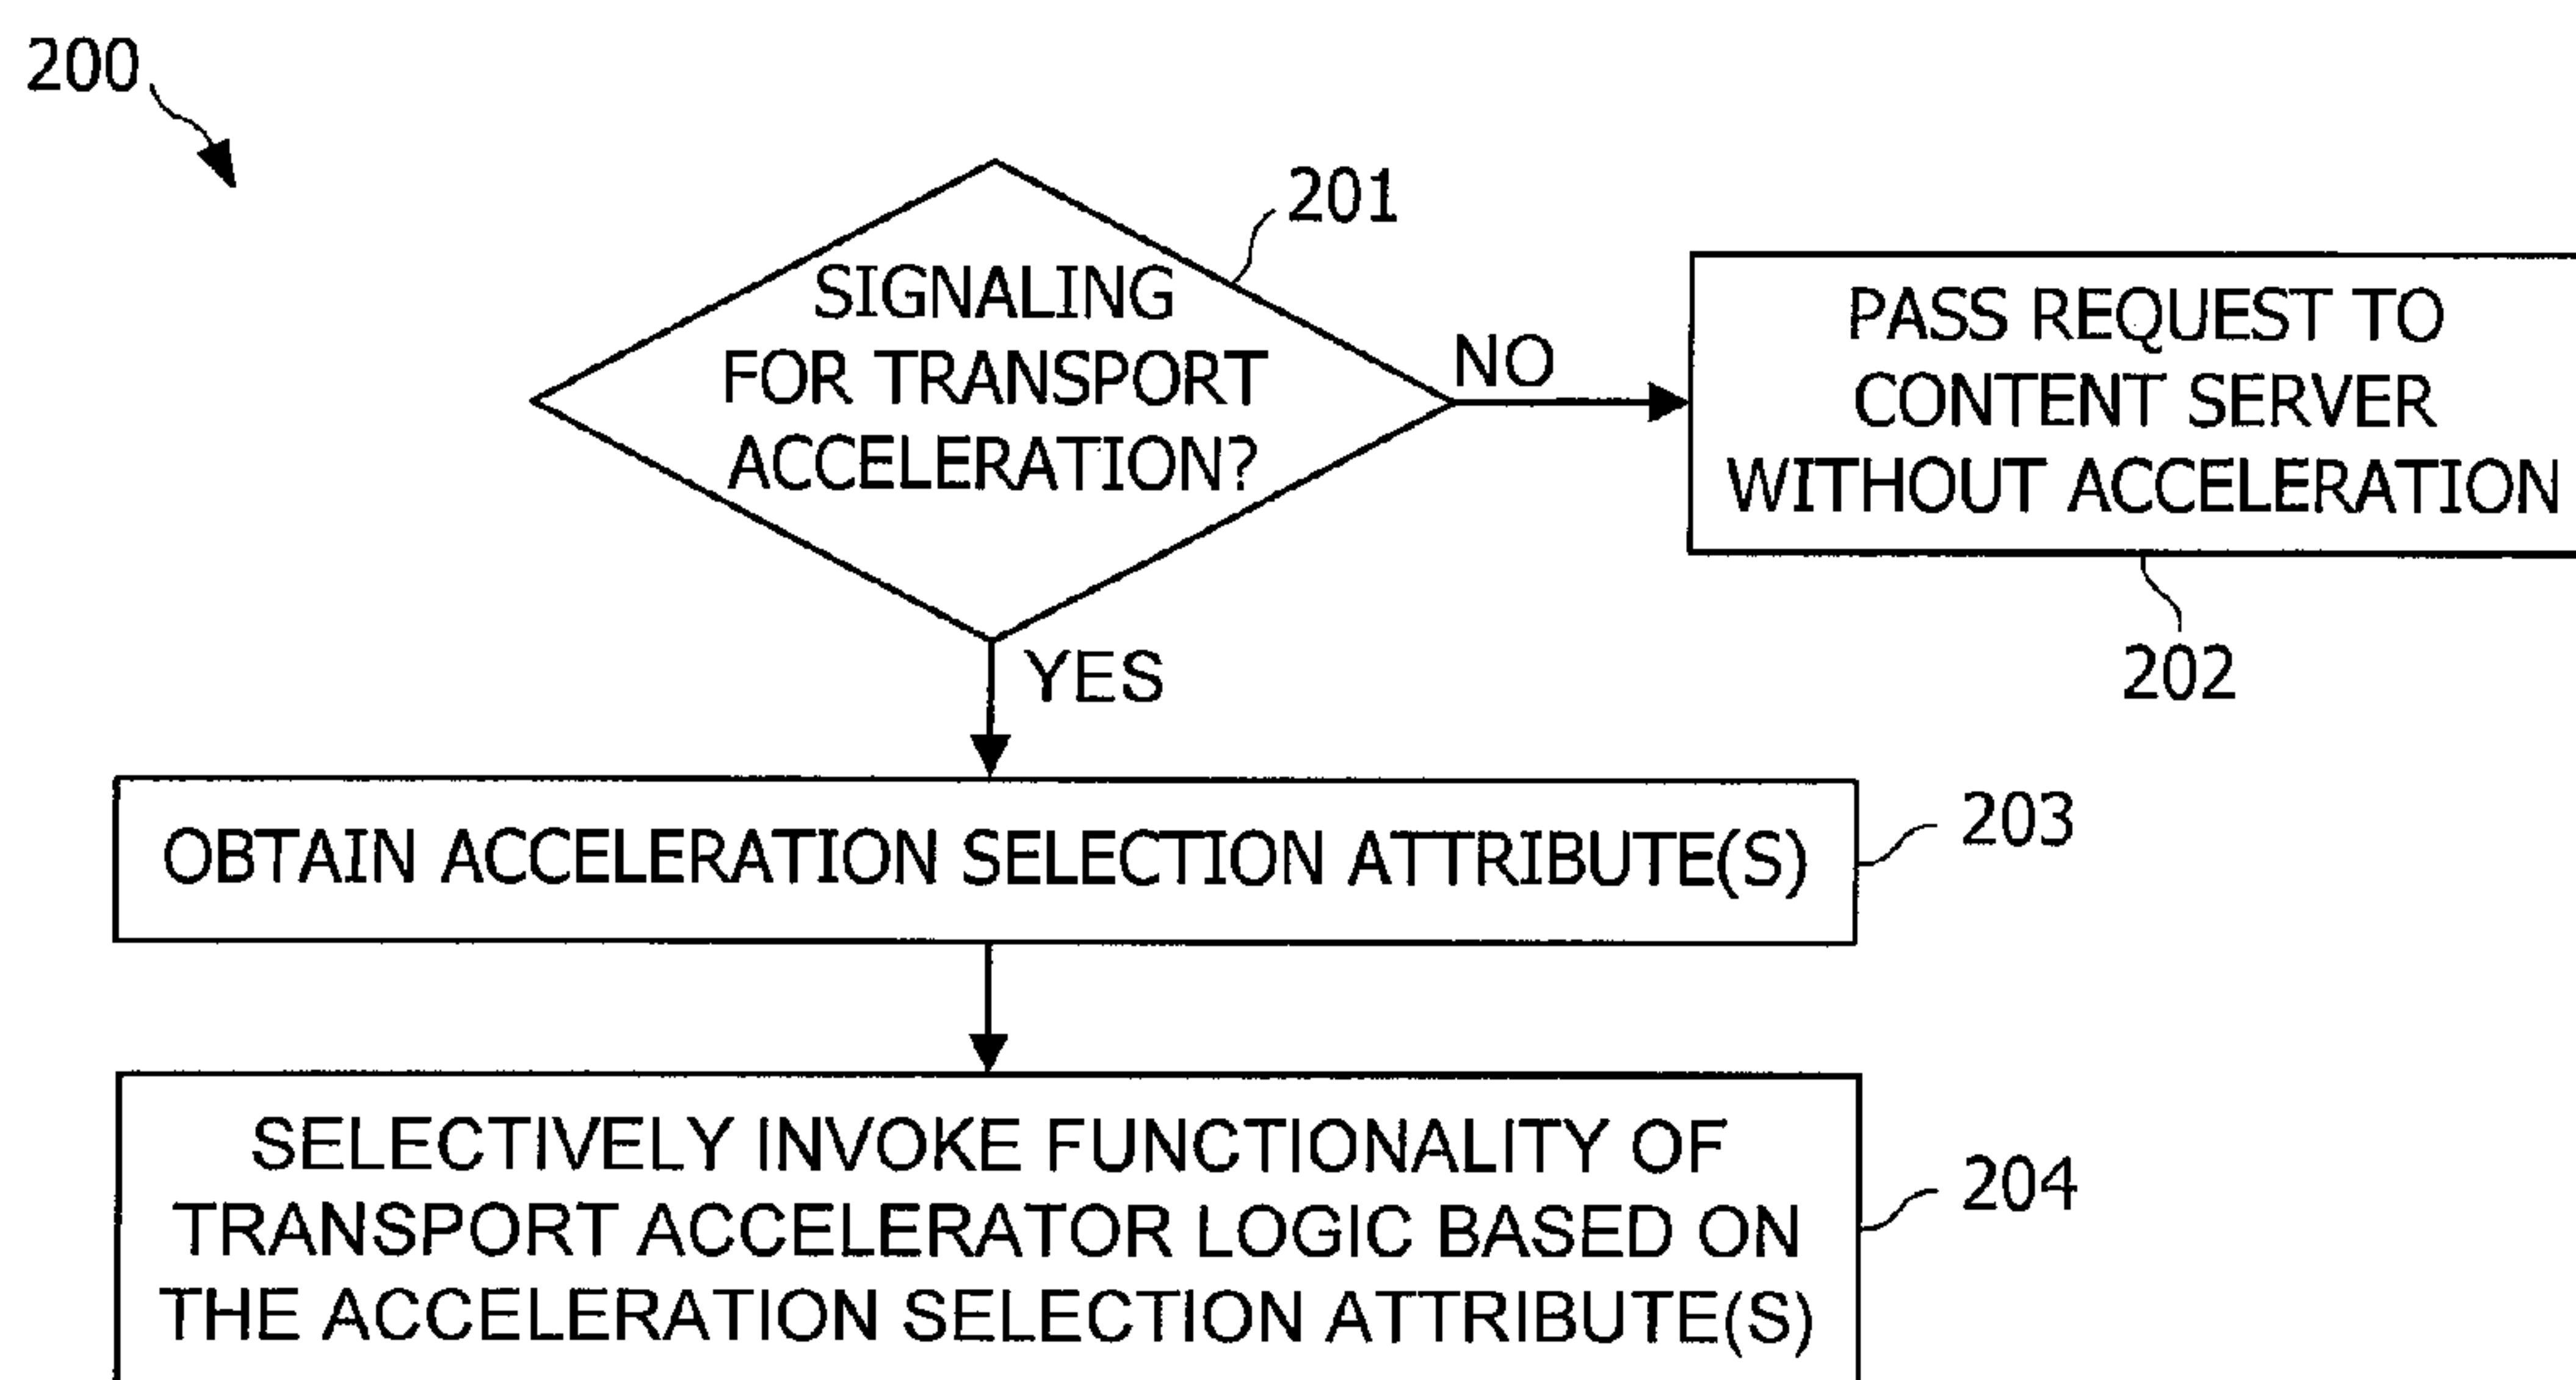 200
201
SIGNALING
FOR TRANSPORT
ACCELERATION?
NO
PASS REQUEST TO
CONTENT SERVER
WITHOUT ACCELERATION
202
YES
OBTAIN ACCELERATION SELECTION ATTRIBUTE(S)
203
SELECTIVELY INVOKE FUNCTIONALITY OF
TRANSPORT ACCELERATOR LOGIC BASED ON
THE ACCELERATION SELECTION ATTRIBUTE(S)
204